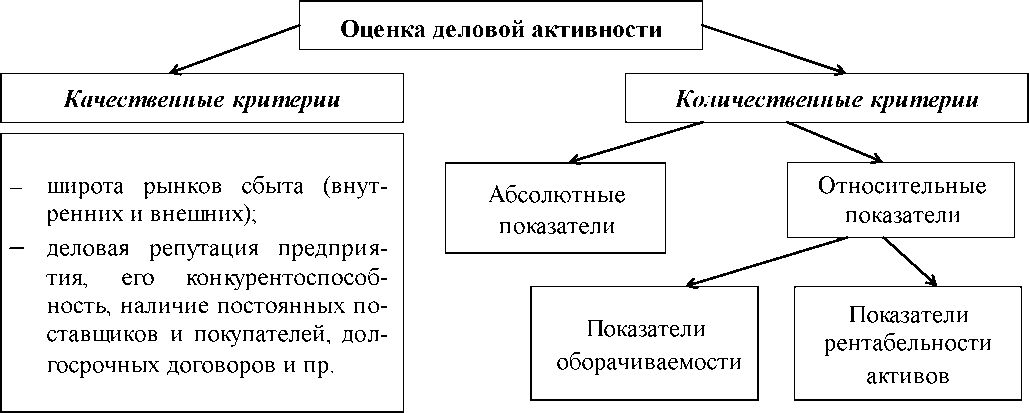 Оценка деловой активности
Качественные критерии
Количественные критерии
– широта рынков сбыта (внут-
ренних и внешних);
– деловая репутация предприя-
тия, его конкурентоспособ-
ность, наличие постоянных по-
ставщиков и покупателей, дол-
госрочных договоров и пр.
Абсолютные
показатели
Относительные
показатели
Показатели
оборачиваемости
Показатели
рентабельности
активов